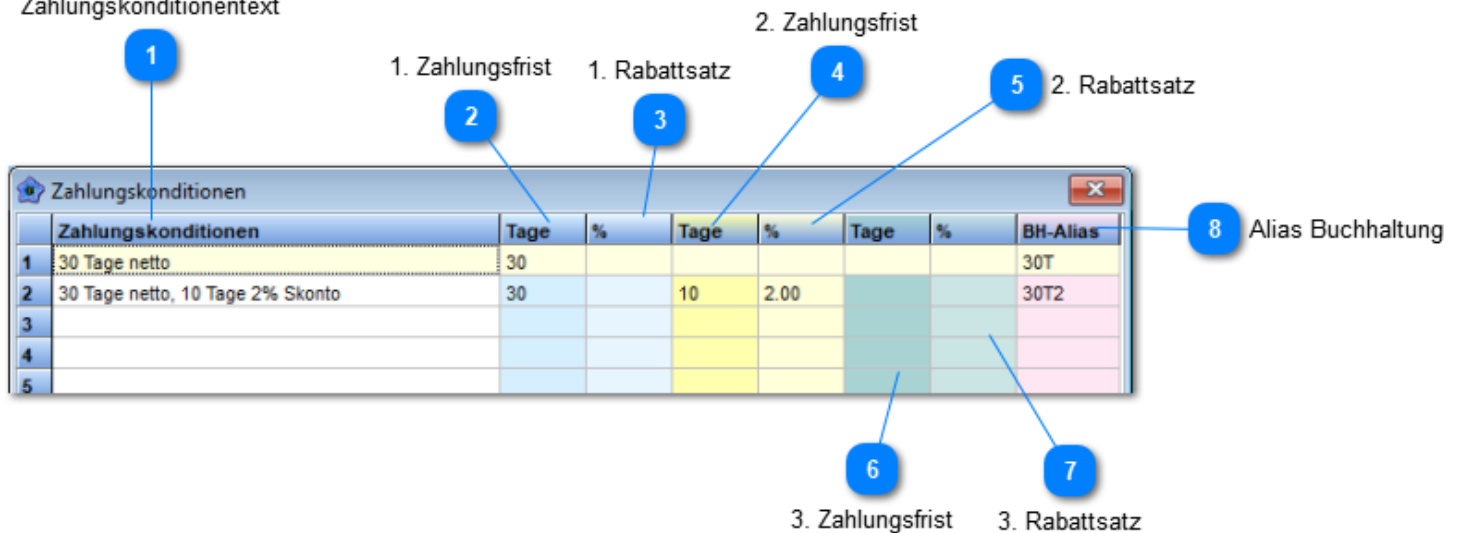 Zahlungskonditionentext
2. Zahlungsfrist
1
1. Zahlungsfrist
1. Rabattsatz
4
5
2. Rabattsatz
2
3
Zahlungskonditionen
Zahlungskonditionen Tage % Tage % Tage % BH-Alias
8
Alias Buchhaltung
1 30 Tage netto 30 30T
2 30 Tage netto, 10 Tage 2% Skonto 30 10 2.00 30T2
3
4
5
6
7
3. Zahlungsfrist
3. Rabattsatz